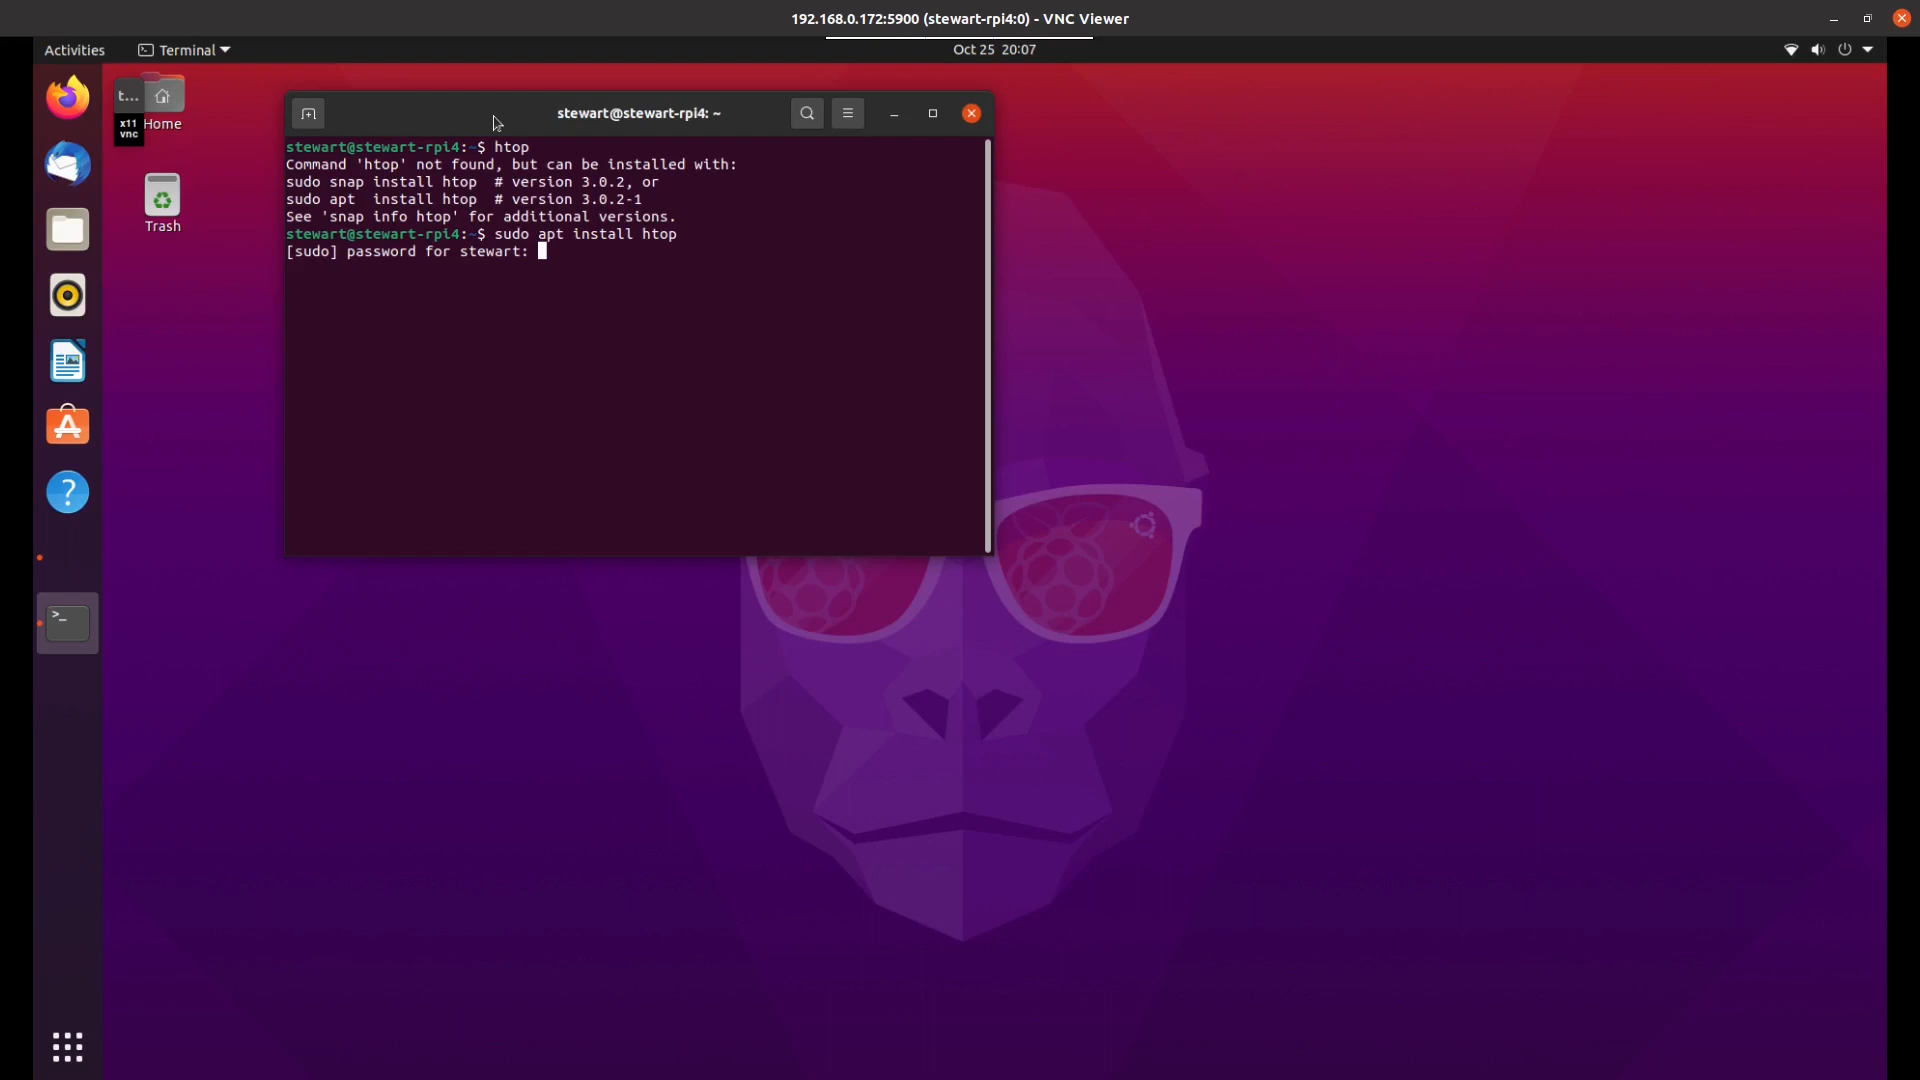 192.168.0.172:5900 (stewart-rpi4:0) - VNC Viewer
Activities
Terminal
Oct 25 20:07
t...
x11
vnc
Home
Trash
stewart@stewart-rpi4: ~
stewart@stewart-rpi4:~$ htop
Command 'htop' not found, but can be installed with:
sudo snap install htop  # version 3.0.2, or
sudo apt  install htop  # version 3.0.2-1
See 'snap info htop' for additional versions.
stewart@stewart-rpi4:~$ sudo apt install htop
[sudo] password for stewart: